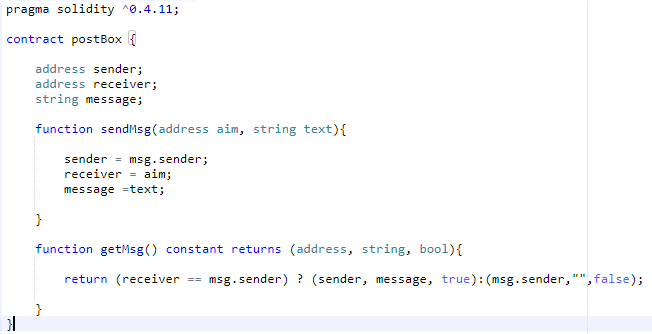 pragma solidity ^0.4.11;
contract postBox {
address sender;
address receiver;
string message;
function sendMsg(address aim, string text){
sender = msg.sender;
receiver = aim;
message =text;
}
function getMsg() constant returns (address, string, bool){
return (receiver == msg.sender) ? (sender, message, true):(msg.sender,"",false);
}
}